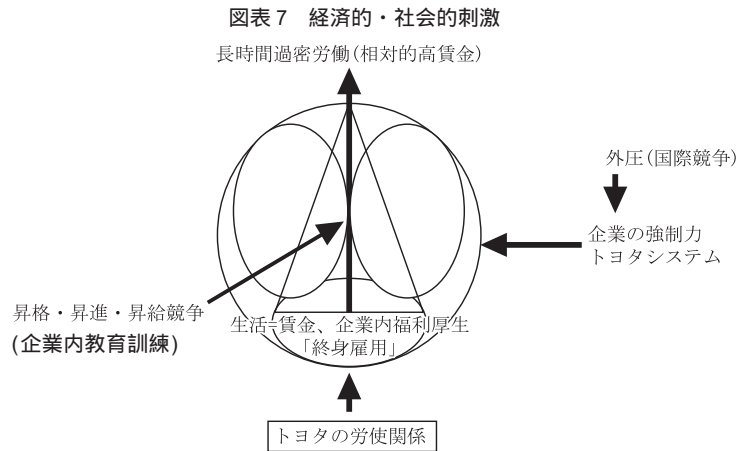 図表7 経済的・社会的刺激
長時間過密労働(相対的高賃金)
外圧(国際競争)
企業の強制力
トヨタシステム
昇格・昇進・昇給競争
(企業内教育訓練)
生活=賃金、企業内福利厚生
「終身雇用」
トヨタの労使関係